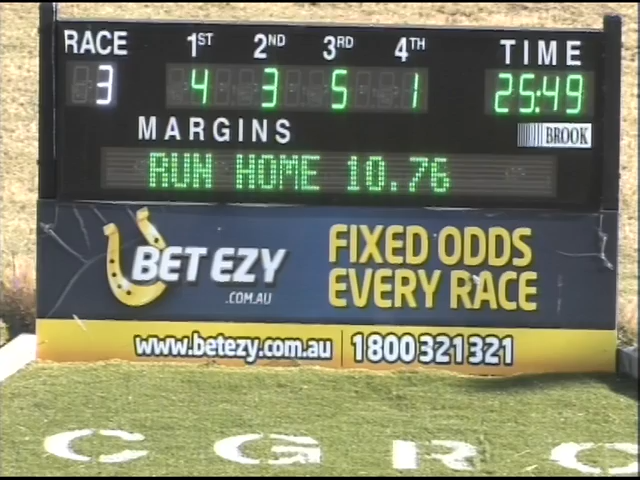 RACE 1ST 2ND 3RD 4TH TIME
3 4 3 5 1 25:49
MARGINS BROOK
RUN HOME 10.76
BET EZY FIXED ODDS
.COM.AU EVERY RACE
www.betezy.com.au 1800 321 321
C G R C